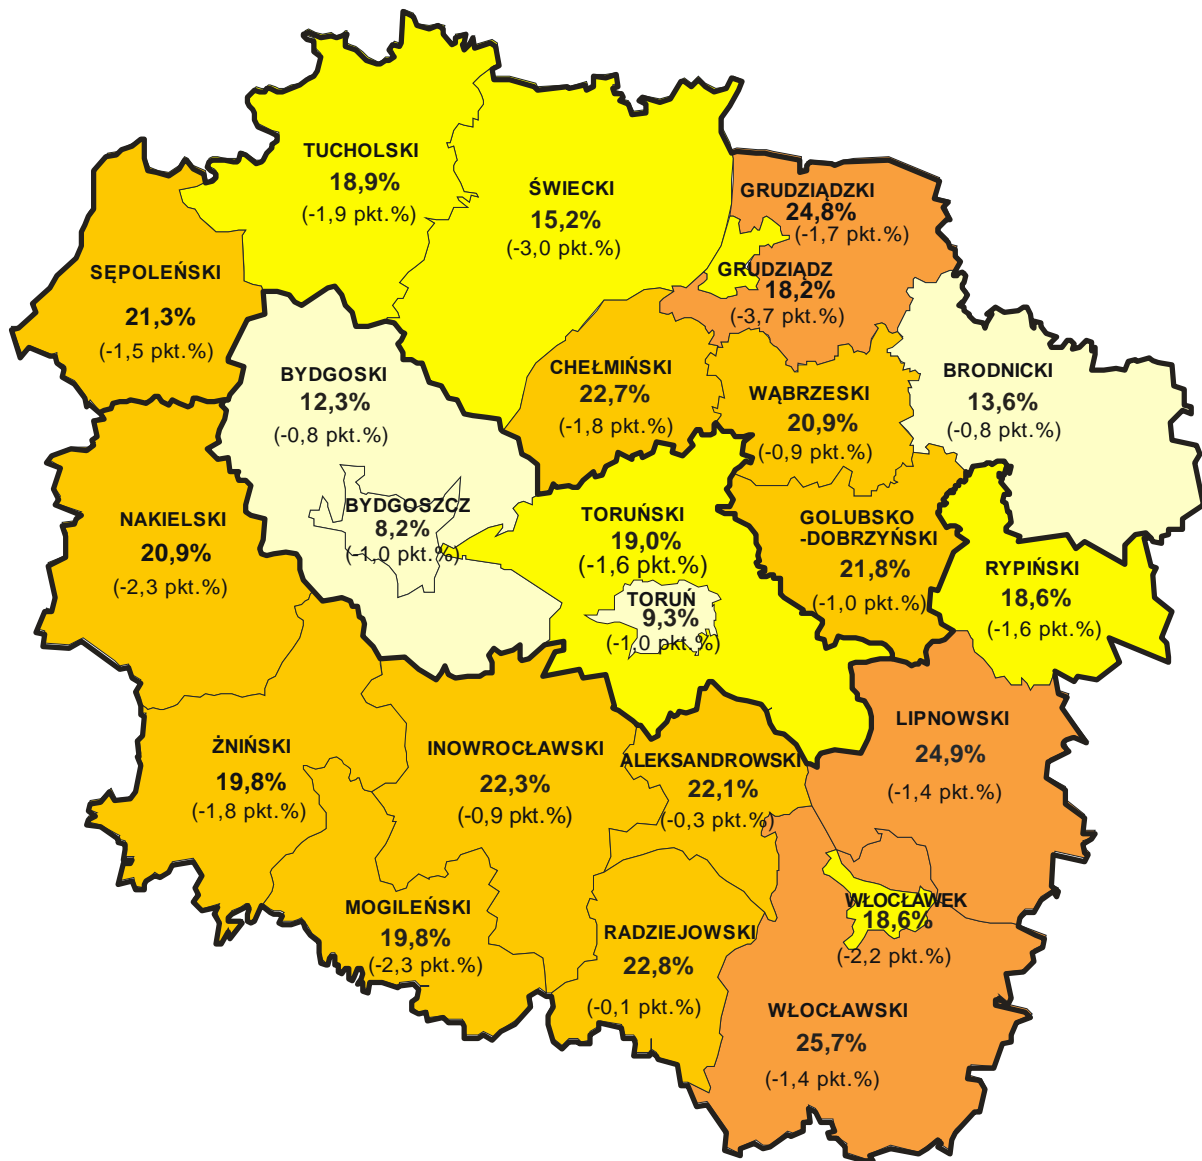 TUCHOLSKI
18,9%
(-1,9 pkt.%)
ŚWIECKI
15,2%
(-3,0 pkt.%)
GRUDZIĄDZKI
24,8%
(-1,7 pkt.%)
GRUDZIĄDZ
18,2%
(-3,7 pkt.%)
SĘPOLEŃSKI
21,3%
(-1,5 pkt.%)
BYDGOSKI
12,3%
(-0,8 pkt.%)
CHEŁMIŃSKI
22,7%
(-1,8 pkt.%)
WĄBRZESKI
20,9%
(-0,9 pkt.%)
BRODNICKI
13,6%
(-0,8 pkt.%)
NAKIELSKI
20,9%
(-2,3 pkt.%)
BYDGOSZCZ
8,2%
(-1,0 pkt.%)
TORUŃSKI
19,0%
(-1,6 pkt.%)
TORUŃ
9,3%
(-1,0 pkt.%)
GOLUBSKO
-DOBRZYŃSKI
21,8%
(-1,0 pkt.%)
RYPIŃSKI
18,6%
(-1,6 pkt.%)
ŻNIŃSKI
19,8%
(-1,8 pkt.%)
INOWROCŁAWSKI
22,3%
(-0,9 pkt.%)
ALEKSANDROWSKI
22,1%
(-0,3 pkt.%)
LIPNOWSKI
24,9%
(-1,4 pkt.%)
MOGILEŃSKI
19,8%
(-2,3 pkt.%)
RADZIEJOWSKI
22,8%
(-0,1 pkt.%)
WŁOCŁAWEK
18,6%
(-2,2 pkt.%)
WŁOCŁAWSKI
25,7%
(-1,4 pkt.%)